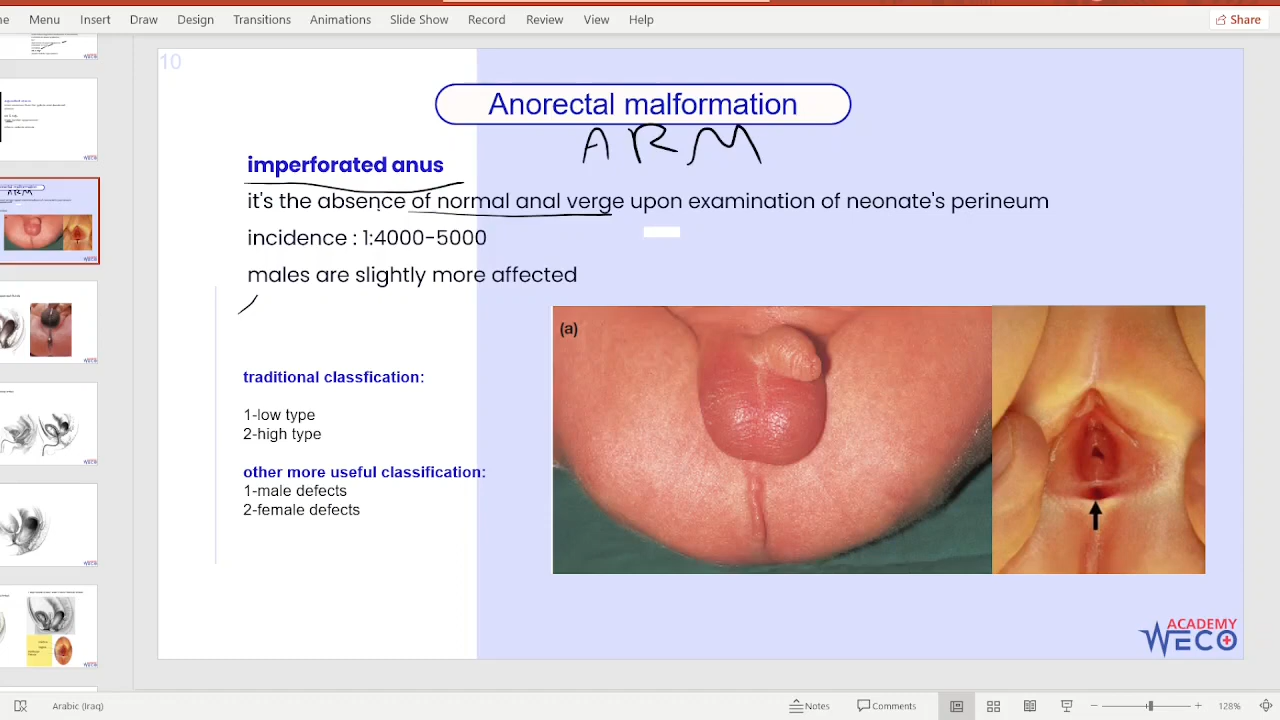 Menu Insert Draw Design Transitions Animations Slide Show Record Review View Help Share
10
Anorectal malformation
ARM
imperforated anus
it's the absence of normal anal verge upon examination of neonate's perineum
incidence : 1:4000-5000
males are slightly more affected
(a)
traditional classfication:
1-low type
2-high type
other more useful classification:
1-male defects
2-female defects
ACADEMY
WECO
Arabic (Iraq) Notes Comments 128%